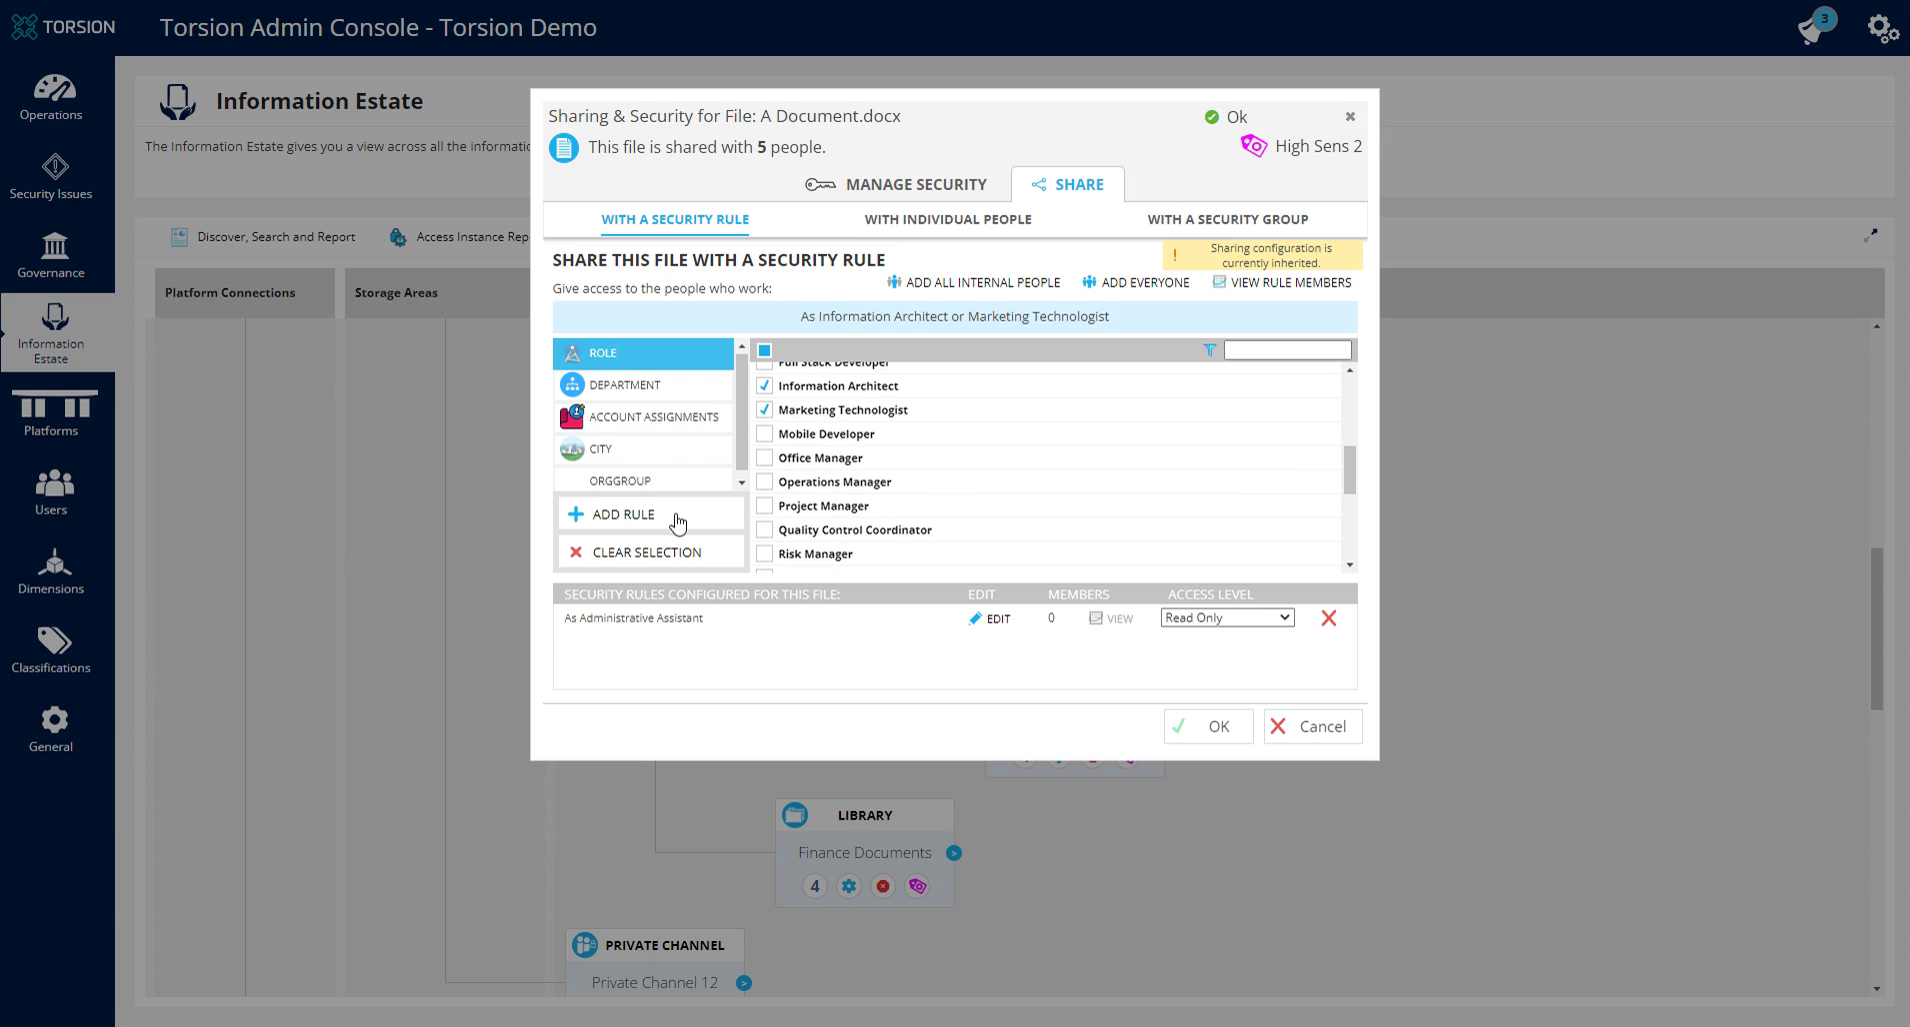 TORSION
Torsion Admin Console - Torsion Demo
3
Operations
Security Issues
Governance
Information
Estate
Platforms
Users
Dimensions
Classifications
General
Information Estate
The Information Estate gives you a view across all the
Discover, Search and Report
Access Instance
Platform Connections
Storage Areas
Sharing & Security for File: A Document.docx
Ok
This file is shared with 5 people.
High Sens 2
MANAGE SECURITY
SHARE
WITH A SECURITY RULE
WITH INDIVIDUAL PEOPLE
WITH A SECURITY GROUP
! Sharing configuration is
currently inherited.
SHARE THIS FILE WITH A SECURITY RULE
Give access to the people who work:
ADD ALL INTERNAL PEOPLE
ADD EVERYONE
VIEW RULE MEMBERS
As Information Architect or Marketing Technologist
ROLE
DEPARTMENT
ACCOUNT ASSIGNMENTS
CITY
ORGGROUP
ADD RULE
CLEAR SELECTION
Full Stack Developer
Information Architect
Marketing Technologist
Mobile Developer
Office Manager
Operations Manager
Project Manager
Quality Control Coordinator
Risk Manager
SECURITY RULES CONFIGURED FOR THIS FILE:
EDIT
MEMBERS
ACCESS LEVEL
As Administrative Assistant
EDIT
0
VIEW
Read Only
OK
Cancel
LIBRARY
Finance Documents
4
PRIVATE CHANNEL
Private Channel 12